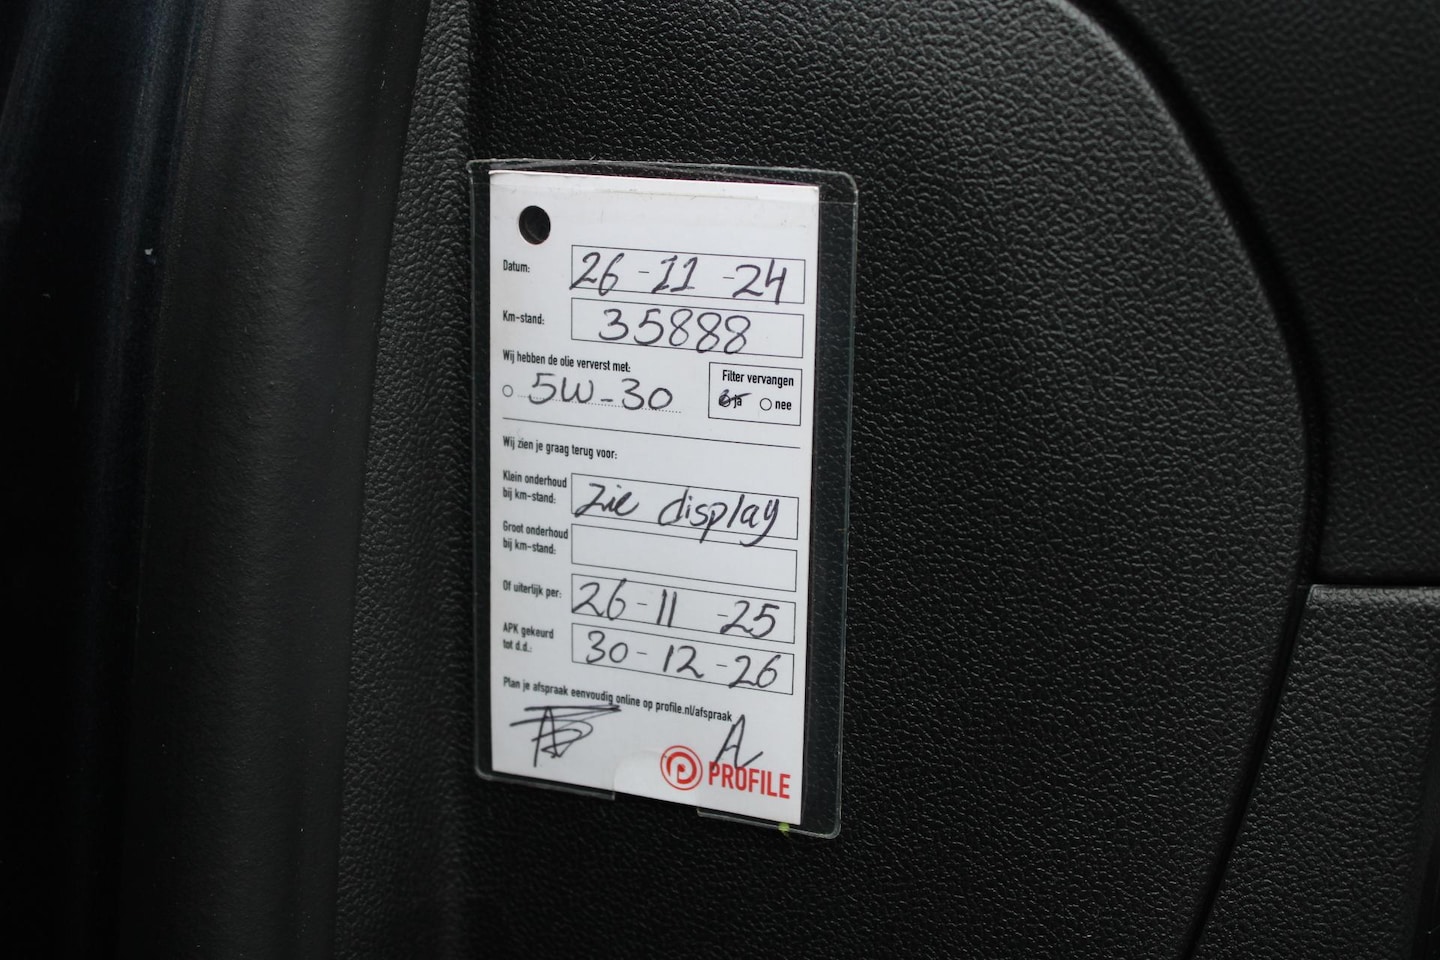 Datum: 26-11-24
Km-stand: 35888
Wij hebben de olie ververst met:
5W-30
Filter vervangen
ja nee
Wij zien je graag terug voor:
Klein onderhoud
bij km-stand: zie display
Groot onderhoud
bij km-stand:
Of uiterlijk per: 26-11-25
APK gekeurd
tot d.d.: 30-12-26
Plan je afspraak eenvoudig online op profile.nl/afspraak
A
PROFILE